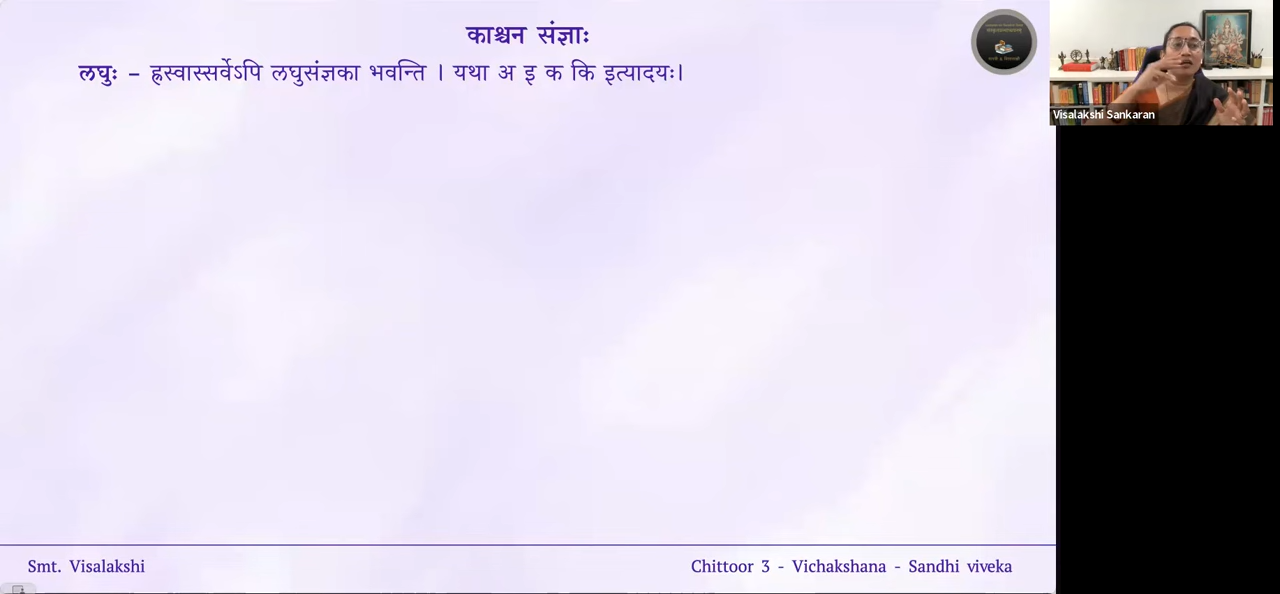 काश्चन संज्ञाः
लघुः – ह्रस्वास्सर्वेऽपि लघुसंज्ञका भवन्ति । यथा अ इ क कि इत्यादयः।
Visalakshi Sankaran
Smt. Visalakshi
Chittoor 3 - Vichakshana - Sandhi viveka